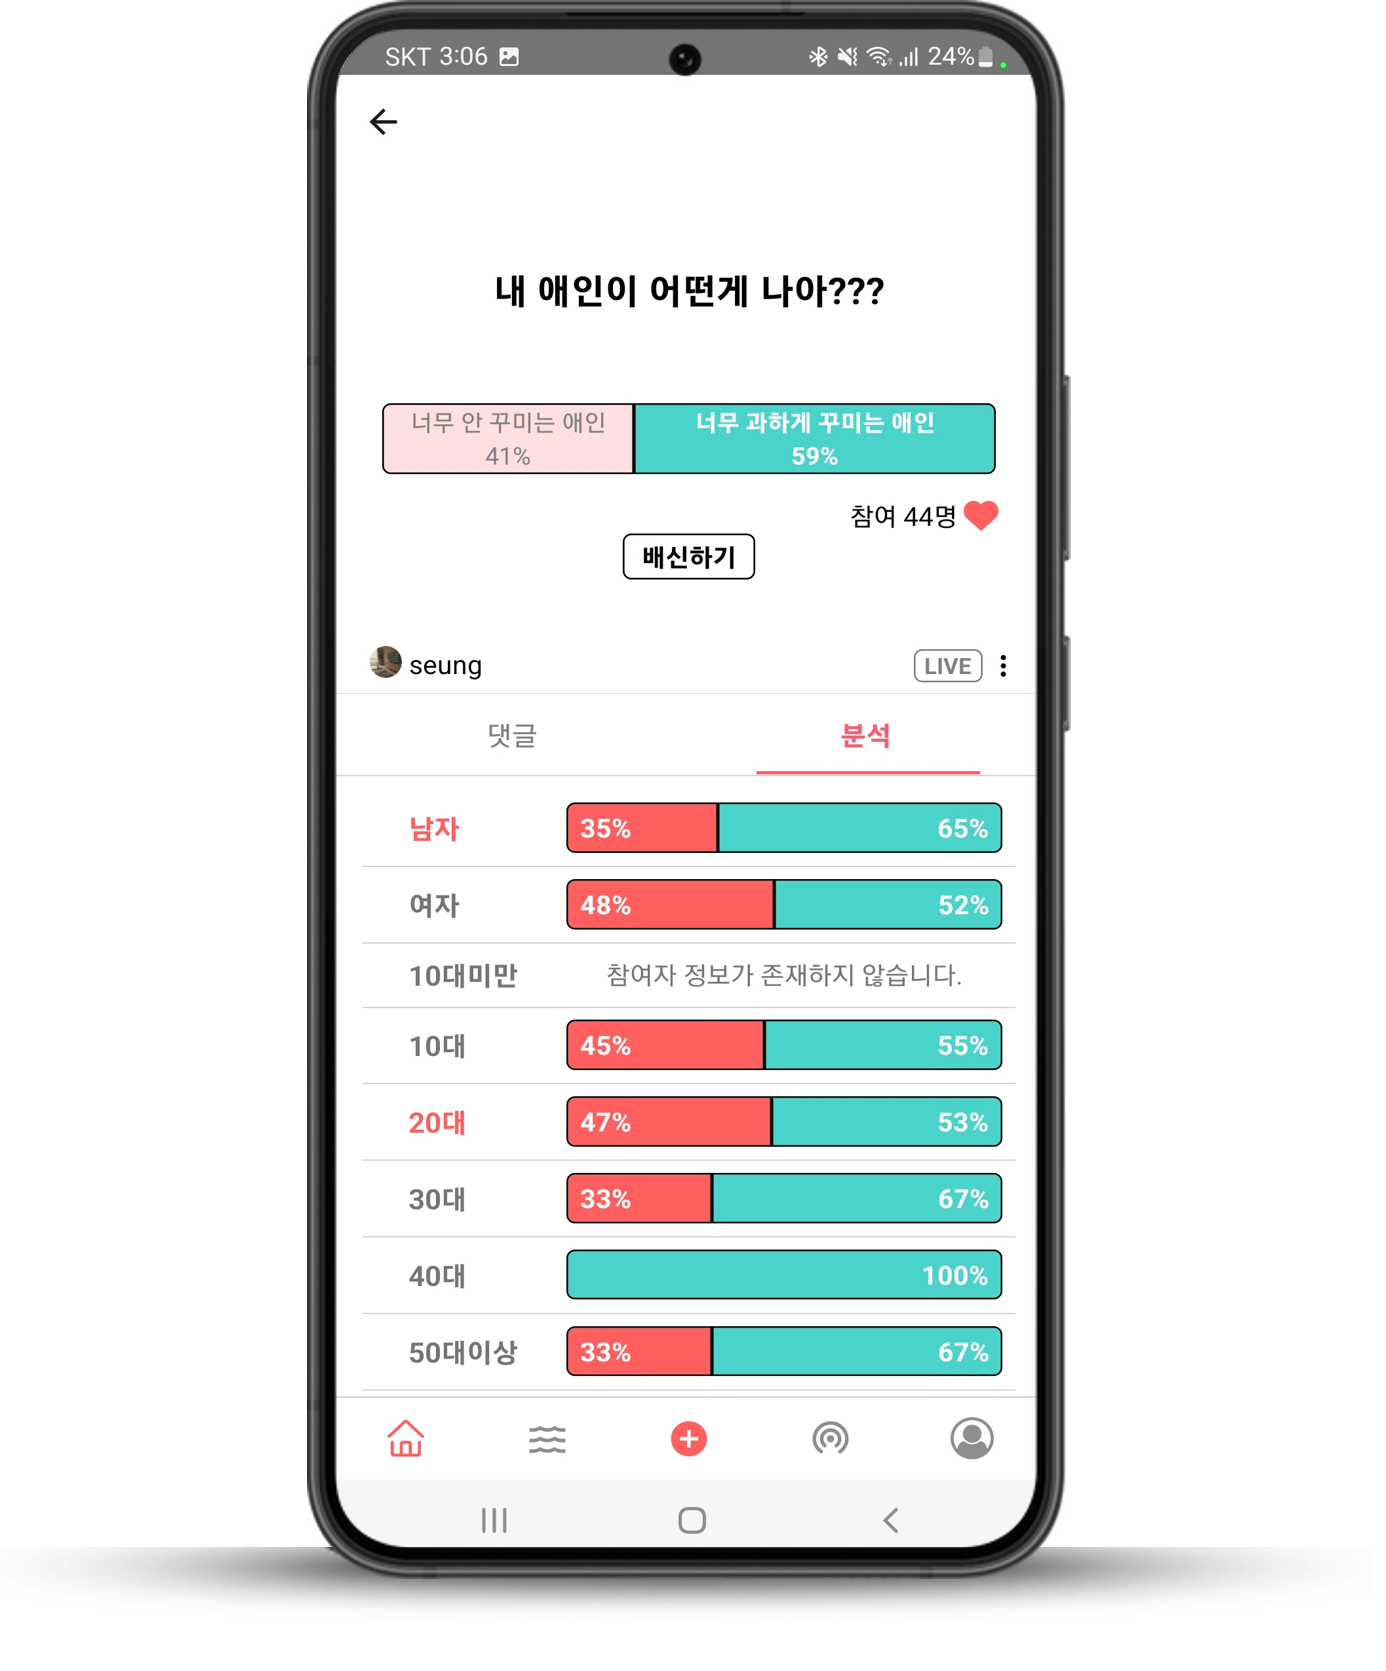 SKT 3:06
24%
내 애인이 어떤게 나아???
너무 안 꾸미는 애인
41%
너무 과하게 꾸미는 애인
59%
참여 44명
배신하기
seung
LIVE
댓글
분석
남자 35% 65%
여자 48% 52%
10대미만 참여자 정보가 존재하지 않습니다.
10대 45% 55%
20대 47% 53%
30대 33% 67%
40대 100%
50대이상 33% 67%